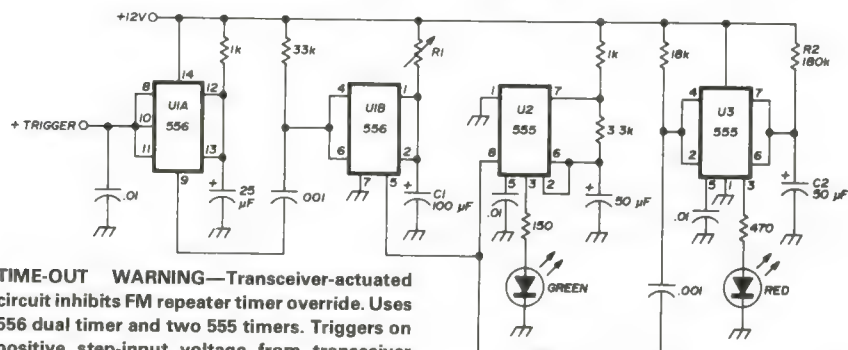 +12V
1k
33k
R1
1k
18k
R2
180k
14
8
12
U1A
556
4
1
U1B
556
1
7
U2
555
4
7
U3
555
+ TRIGGER
10
11
13
9
6
2
7
5
8
3.3k
6
2
5
3
2
6
5
1
3
.01
+
25
μF
.001
+
C1
100 μF
.01
150
+
50 μF
.01
470
+
C2
50 μF
GREEN
.001
RED
TIME-OUT WARNING—Transceiver-actuated
circuit inhibits FM repeater timer override. Uses
556 dual timer and two 555 timers. Triggers on
positive step-input voltage from transceiver